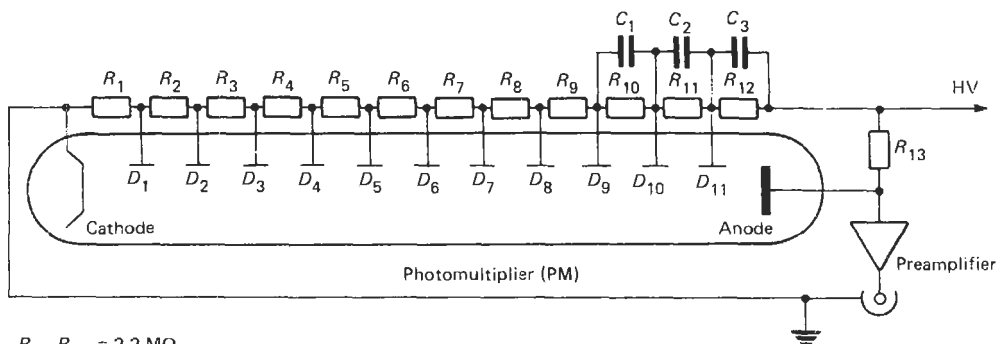 C₁ C₂ C₃
R₁ R₂ R₃ R₄ R₅ R₆ R₇ R₈ R₉ R₁₀ R₁₁ R₁₂ HV
R₁₃
D₁ D₂ D₃ D₄ D₅ D₆ D₇ D₈ D₉ D₁₀ D₁₁
Cathode Anode
Preamplifier
Photomultiplier (PM)